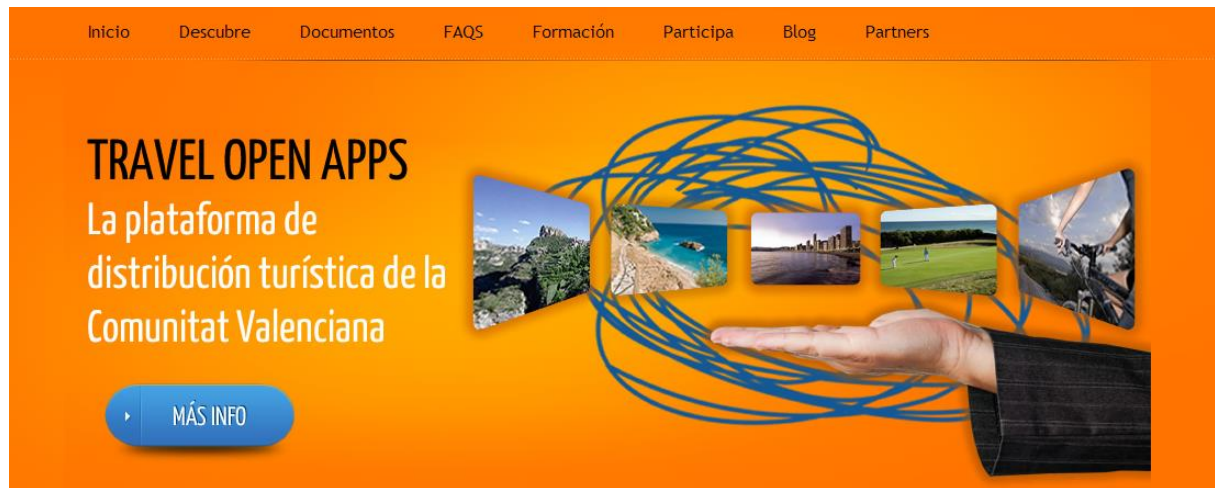 Inicio Descubre Documentos FAQS Formación Participa Blog Partners
TRAVEL OPEN APPS
La plataforma de
distribución turística de la
Comunitat Valenciana
MÁS INFO